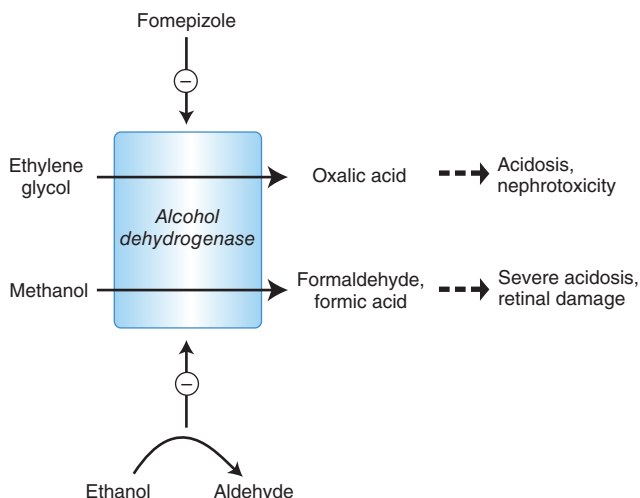 Fomepizole
−
Ethylene
glycol
Oxalic acid
Acidosis,
nephrotoxicity
Alcohol
dehydrogenase
Methanol
Formaldehyde,
formic acid
Severe acidosis,
retinal damage
−
Ethanol
Aldehyde